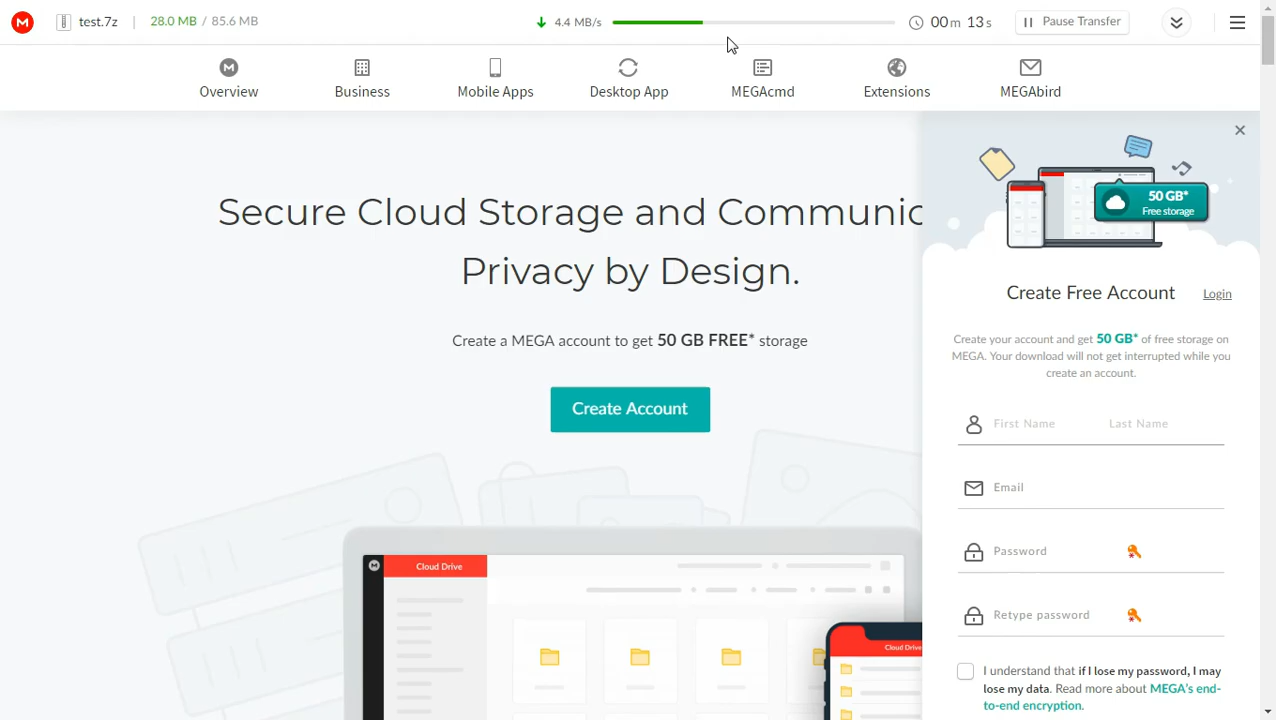 test.7z
28.0 MB / 85.6 MB
4.4 MB/s
00m 13s
Pause Transfer
Overview
Business
Mobile Apps
Desktop App
MEGAcmd
Extensions
MEGAbird
Secure Cloud Storage and Communic
Privacy by Design.
Create a MEGA account to get 50 GB FREE* storage
Create Account
Cloud Drive
Cloud Drive
50 GB*
Free storage
Create Free Account
Login
Create your account and get 50 GB* of free storage on
MEGA. Your download will not get interrupted while you
create an account.
First Name
Last Name
Email
Password
Retype password
I understand that if I lose my password, I may
lose my data. Read more about MEGA's end-
to-end encryption.